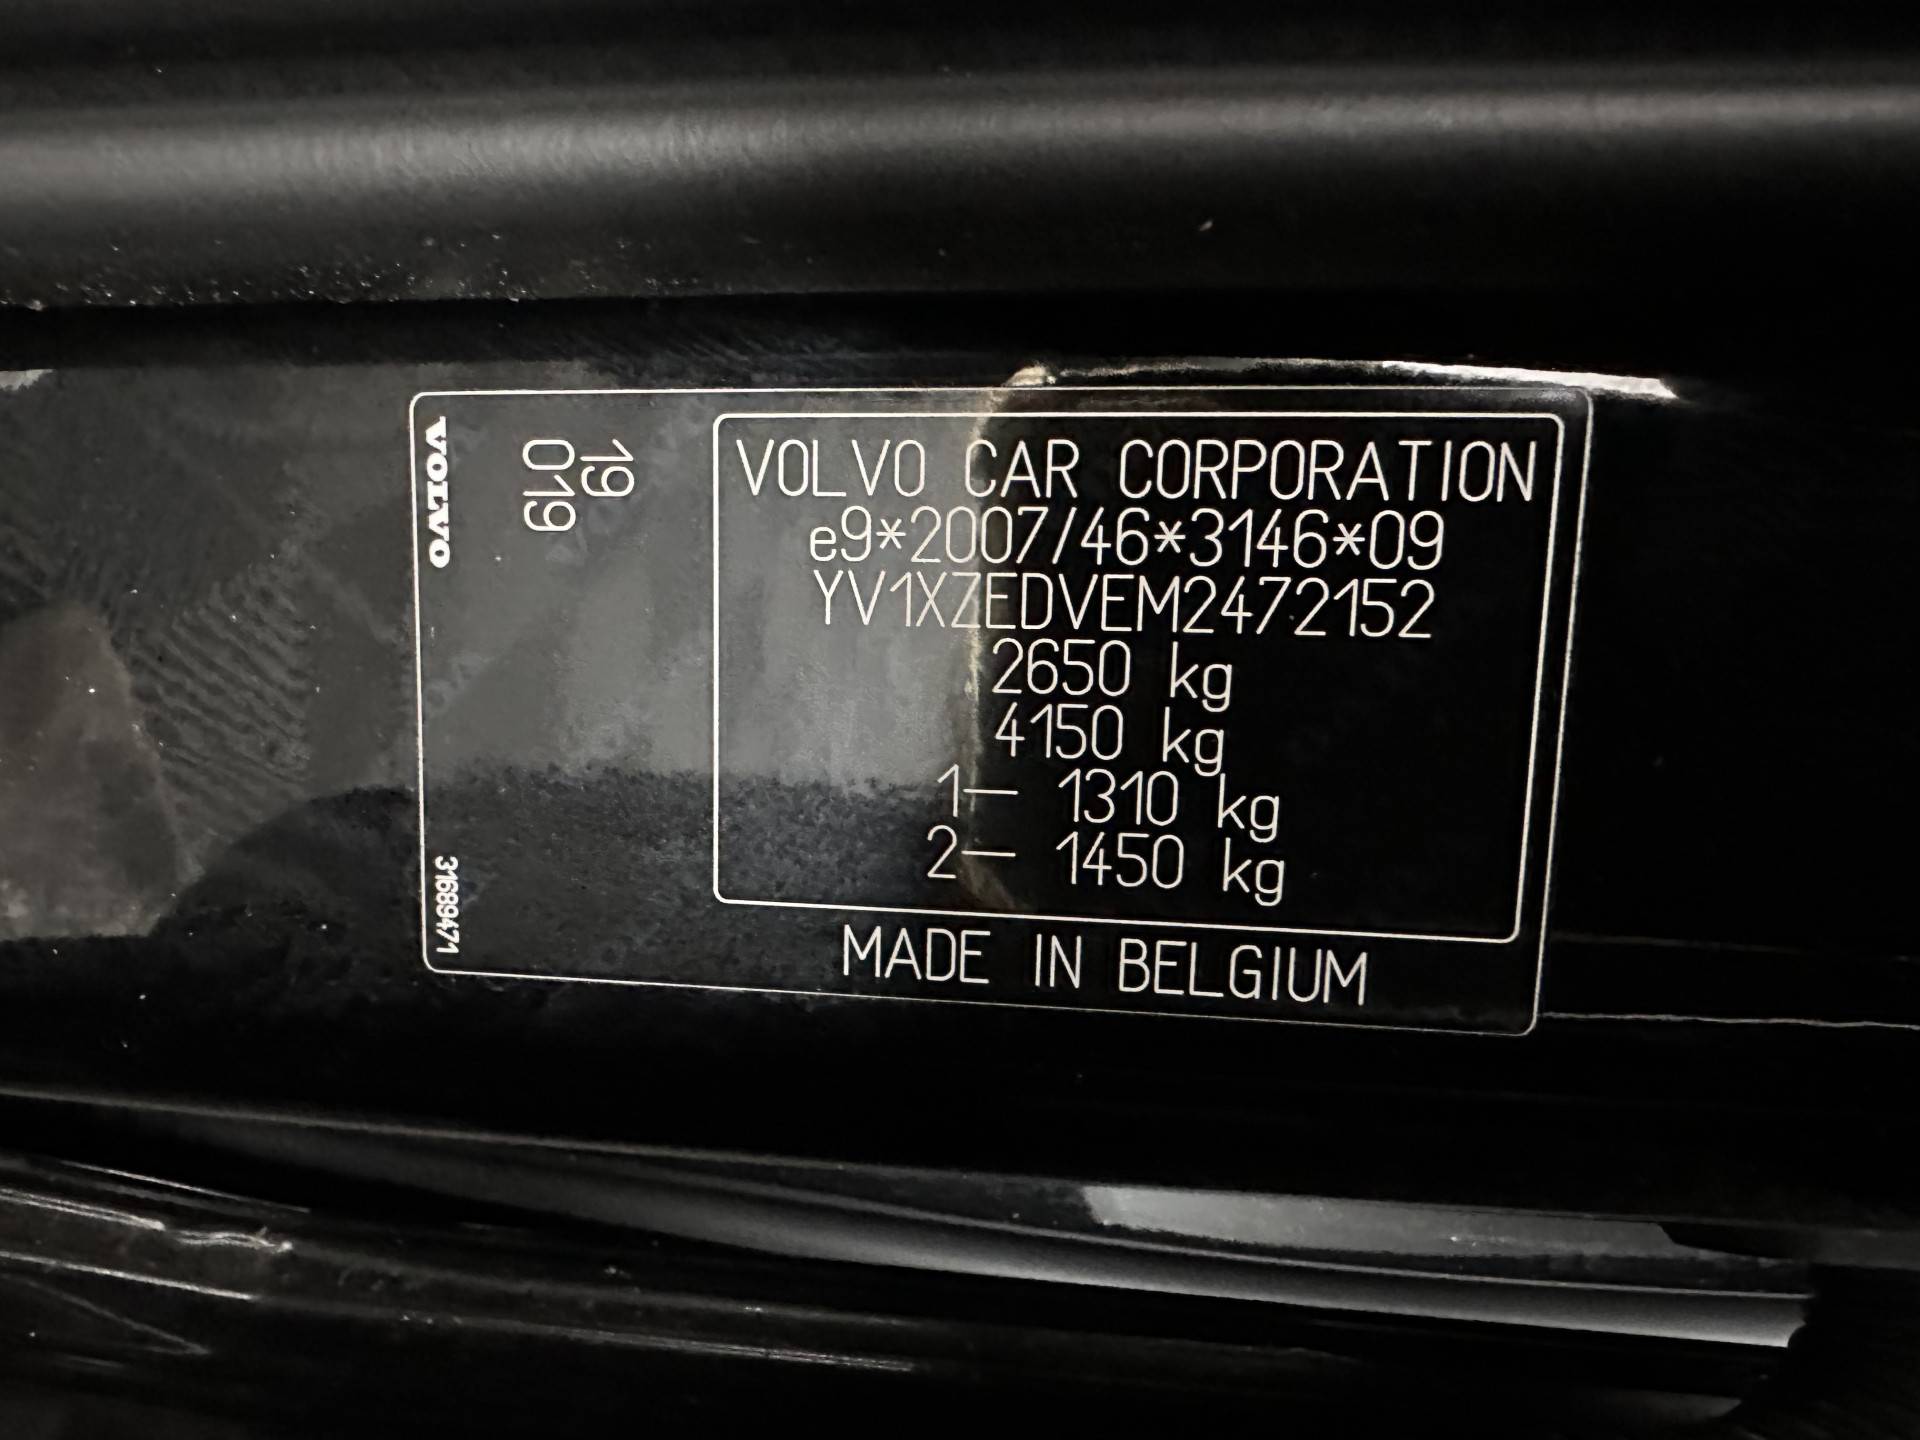 VOLVO
31689471
19
019
VOLVO CAR CORPORATION
e9*2007/46*3146*09
YV1XZEDVEM2472152
2650 kg
4150 kg
1— 1310 kg
2— 1450 kg
MADE IN BELGIUM